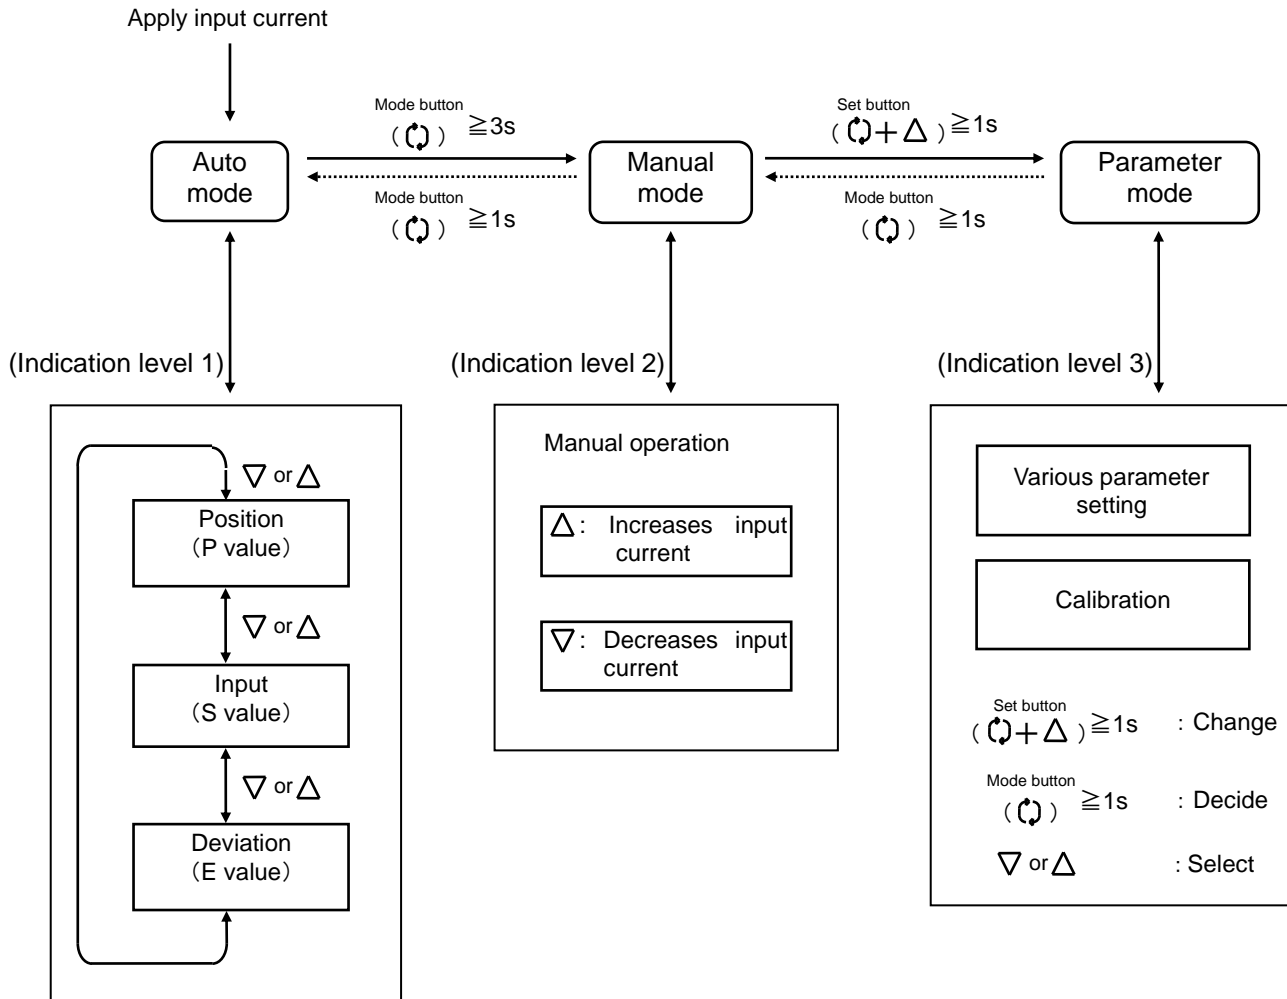 Apply input current
Mode button
（ ） ≧3s
Set button
（ + △ ）≧1s
Auto
mode
Manual
mode
Parameter
mode
Mode button
（ ） ≧1s
Mode button
（ ） ≧1s
(Indication level 1)
(Indication level 2)
(Indication level 3)
▽ or △
Position
（P value）
▽ or △
Input
（S value）
▽ or △
Deviation
（E value）
Manual operation
△: Increases input
current
▽: Decreases input
current
Various parameter
setting
Calibration
Set button
（ + △ ）≧1s : Change
Mode button
（ ） ≧1s : Decide
▽ or △ : Select